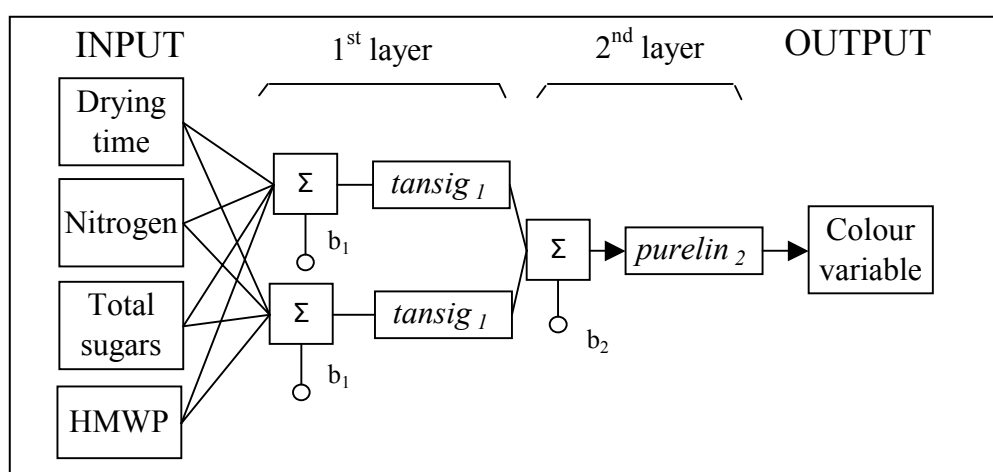 INPUT
1st layer
2nd layer
OUTPUT
Drying
time
Nitrogen
Total
sugars
HMWP
Σ
tansig 1
b1
Σ
tansig 1
b1
Σ
purelin 2
b2
Colour
variable